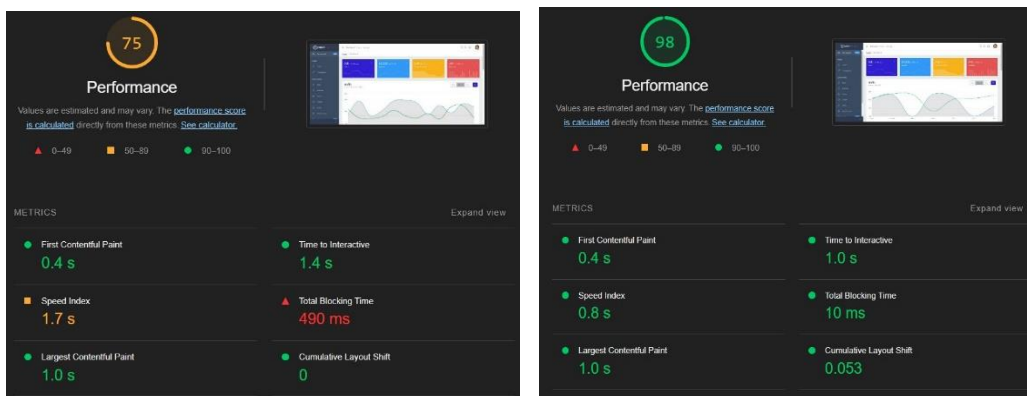 75
Performance
Values are estimated and may vary. The performance score
is calculated directly from these metrics. See calculator.
0–49
50–89
90–100
METRICS
Expand view
First Contentful Paint
0.4 s
Time to Interactive
1.4 s
Speed Index
1.7 s
Total Blocking Time
490 ms
Largest Contentful Paint
1.0 s
Cumulative Layout Shift
0
98
Performance
Values are estimated and may vary. The performance score
is calculated directly from these metrics. See calculator.
0–49
50–89
90–100
METRICS
Expand view
First Contentful Paint
0.4 s
Time to Interactive
1.0 s
Speed Index
0.8 s
Total Blocking Time
10 ms
Largest Contentful Paint
1.0 s
Cumulative Layout Shift
0.053